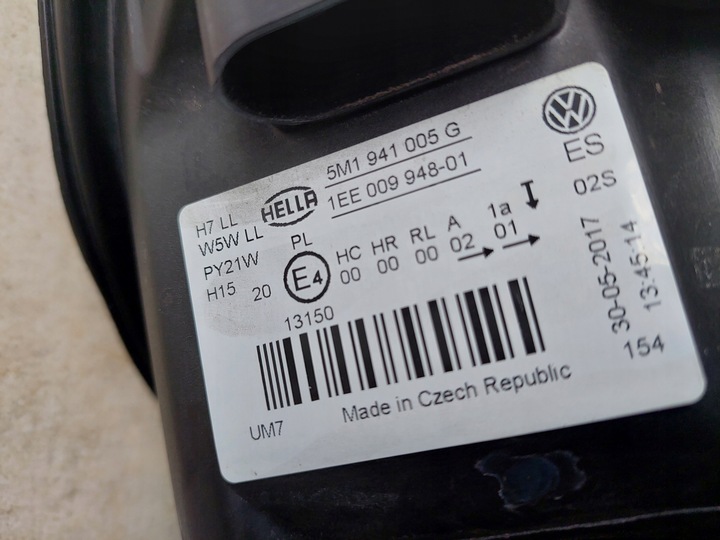 5M1 941 005 G
HELLA
1EE 009 948-01
VW
ES
02S
H7 LL
W5W LL
PY21W
H15 20
PL
E4
13150
HC HR RL A 1a
00 00 00 02 01
30-05-2017
13:45:14
154
Made in Czech Republic
UM7